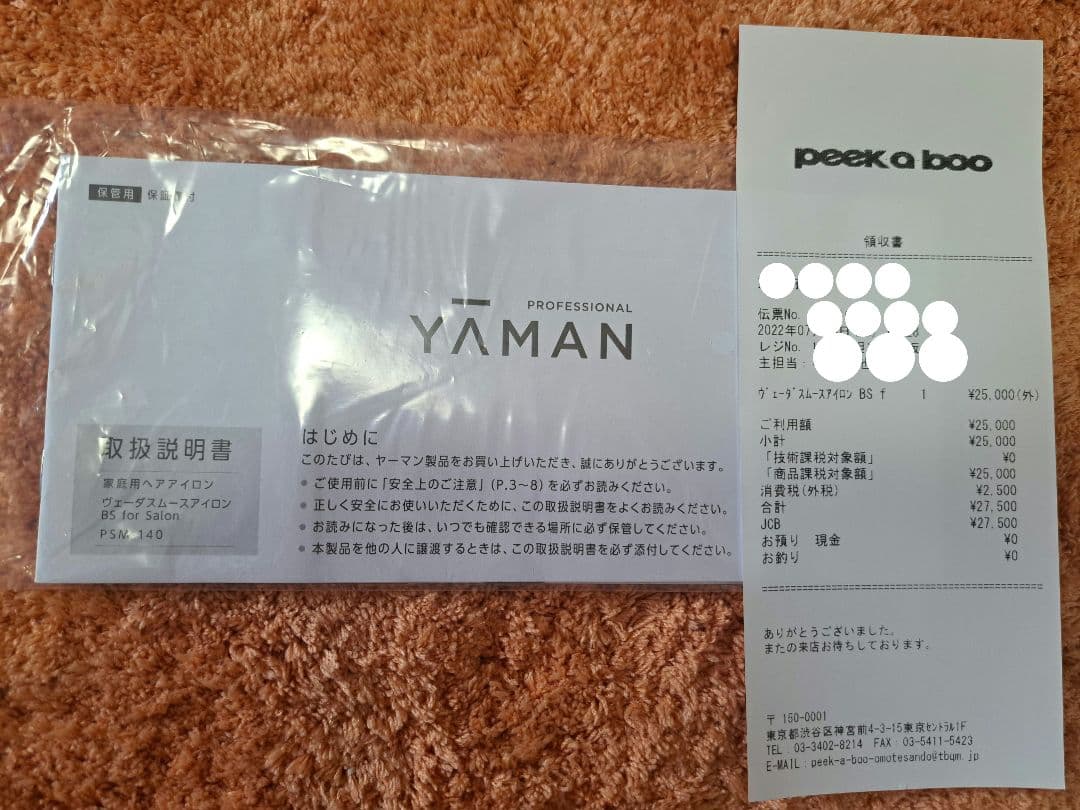 保管用 保証 付
PROFESSIONAL
YAMAN
取扱説明書
家庭用ヘアアイロン
ヴェーダスムースアイロン
BS for Salon
PSM 140
はじめに
このたびは、ヤーマン製品をお買い上げいただき、誠にありがとうございます。
● ご使用前に「安全上のご注意」(P.3〜8)を必ずお読みください。
● 正しく安全にお使いいただくために、この取扱説明書をよくお読みください。
● お読みになった後は、いつでも確認できる場所に必ず保管してください。
● 本製品を他の人に譲渡するときは、この取扱説明書を必ず添付してください。
peek a boo
領収書
伝票No.
2022年07
レジNo.
主担当
ヴェーダスムースアイロン BS f 1 ¥25,000(外)
ご利用額 ¥25,000
小計 ¥25,000
「技術課税対象額」 ¥0
「商品課税対象額」 ¥25,000
消費税(外税) ¥2,500
合計 ¥27,500
JCB ¥27,500
お預り 現金 ¥0
お釣り ¥0
ありがとうございました。
またの来店お待ちしております。
〒 150-0001
東京都渋谷区神宮前4-3-15東京セントラル1F
TEL：03-3402-8214 FAX：03-5411-5423
E-MAIL：peek-a-boo-omotesando@tbym.jp